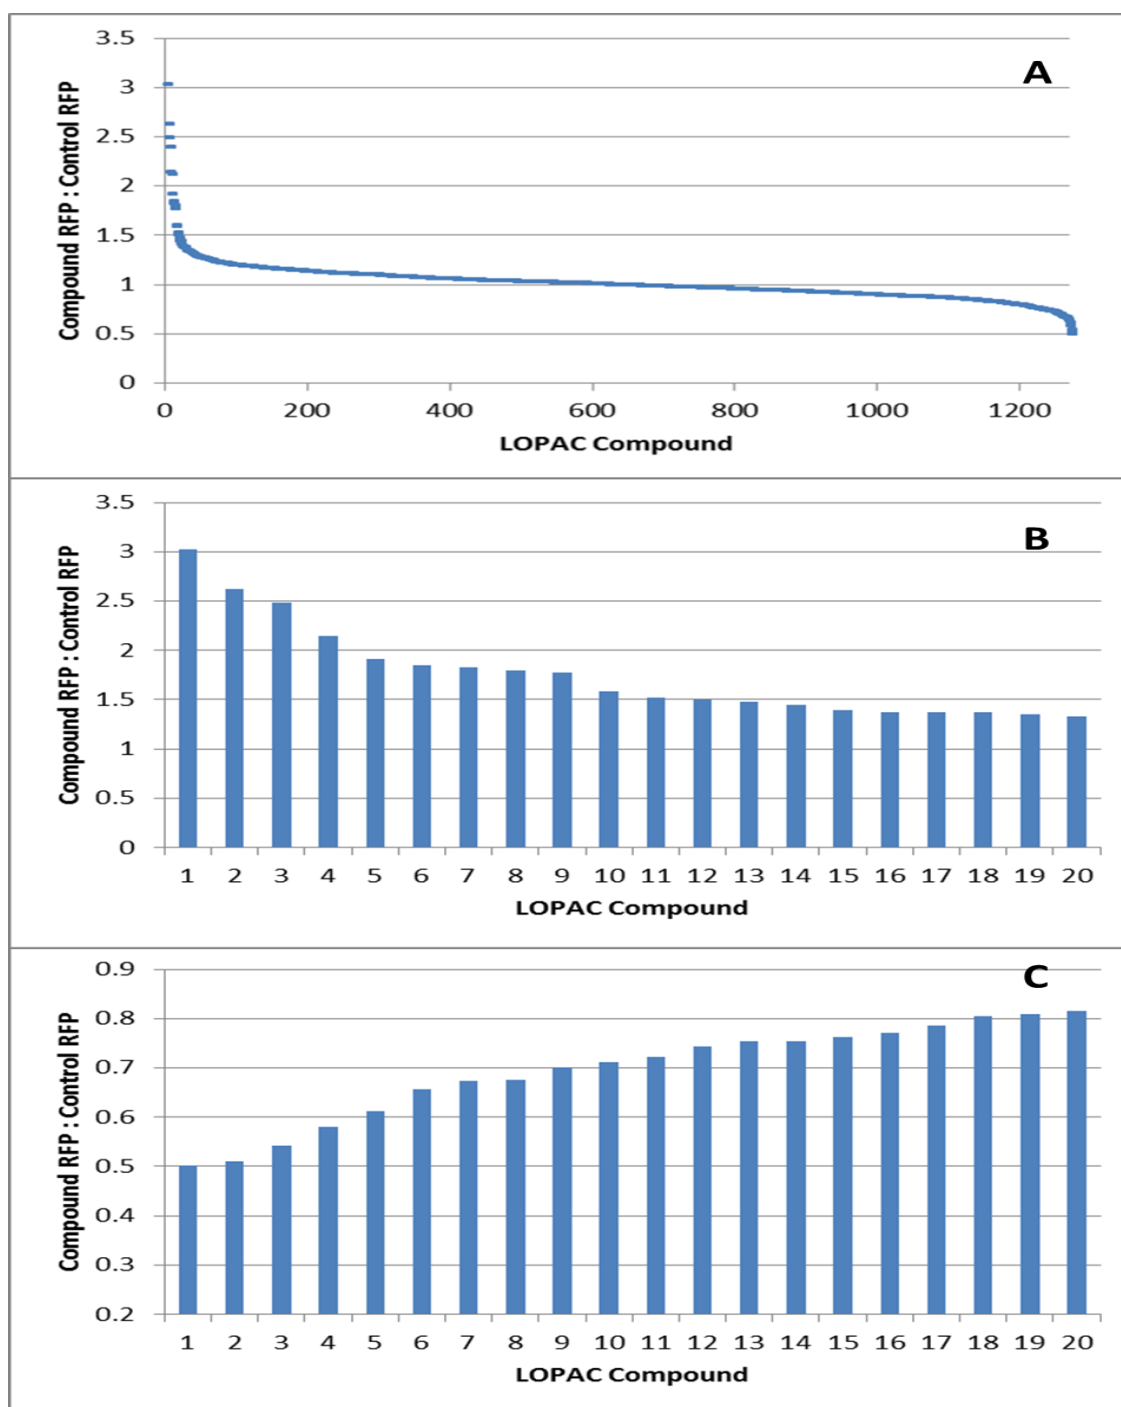 A
Compound RFP : Control RFP
3.5
3
2.5
2
1.5
1
0.5
0
0 200 400 600 800 1000 1200
LOPAC Compound
B
Compound RFP : Control RFP
3.5
3
2.5
2
1.5
1
0.5
0
1 2 3 4 5 6 7 8 9 10 11 12 13 14 15 16 17 18 19 20
LOPAC Compound
C
Compound RFP : Control RFP
0.9
0.8
0.7
0.6
0.5
0.4
0.3
0.2
1 2 3 4 5 6 7 8 9 10 11 12 13 14 15 16 17 18 19 20
LOPAC Compound